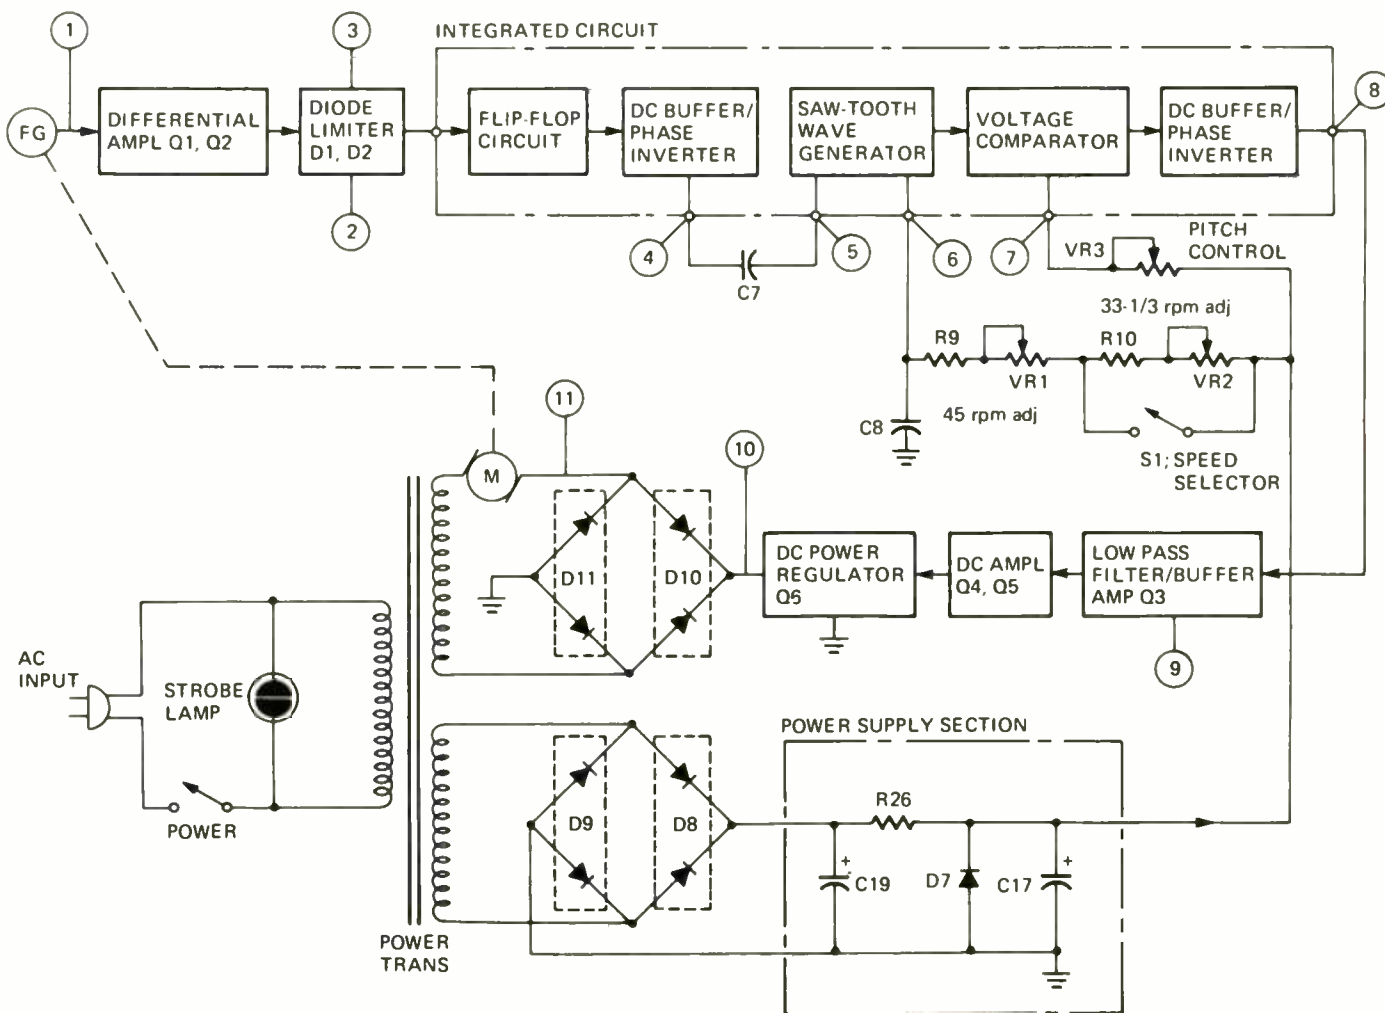 1
3
INTEGRATED CIRCUIT
8
FG
DIFFERENTIAL
AMPL Q1, Q2
DIODE
LIMITER
D1, D2
FLIP-FLOP
CIRCUIT
DC BUFFER/
PHASE
INVERTER
SAW-TOOTH
WAVE
GENERATOR
VOLTAGE
COMPARATOR
DC BUFFER/
PHASE
INVERTER
2
4
C7
5
6
7
VR3
PITCH
CONTROL
33-1/3 rpm adj
R9
VR1
R10
VR2
45 rpm adj
C8
S1; SPEED
SELECTOR
11
10
M
D11
D10
DC POWER
REGULATOR
Q6
DC AMPL
Q4, Q5
LOW PASS
FILTER/BUFFER
AMP Q3
9
AC
INPUT
STROBE
LAMP
POWER
POWER
TRANS
D9
D8
POWER SUPPLY SECTION
R26
+
C19
D7
C17
+